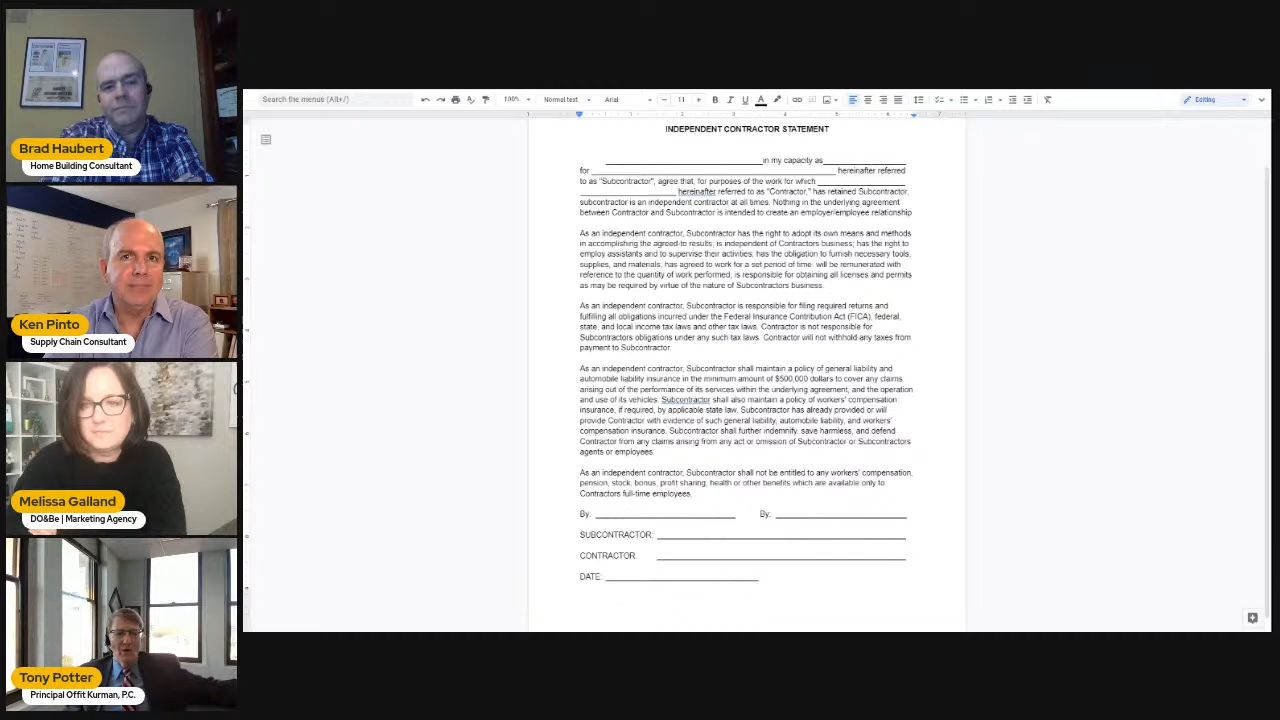 Brad Haubert
Home Building Consultant
Ken Pinto
Supply Chain Consultant
Melissa Galland
DO&Be | Marketing Agency
Tony Potter
Principal Offit Kurman, P.C.
Search the menus (Alt+/)
100%
Normal text
Arial
11
Editing
INDEPENDENT CONTRACTOR STATEMENT
in my capacity as
for hereinafter referred
to as "Subcontractor", agree that, for purposes of the work for which
hereinafter referred to as "Contractor," has retained Subcontractor,
subcontractor is an independent contractor at all times. Nothing in the underlying agreement
between Contractor and Subcontractor is intended to create an employer/employee relationship
As an independent contractor, Subcontractor has the right to adopt its own means and methods
in accomplishing the agreed-to results, is independent of Contractors business; has the right to
employ assistants and to supervise their activities; has the obligation to furnish necessary tools,
supplies, and materials, has agreed to work for a set period of time. will be remunerated with
reference to the quantity of work performed, is responsible for obtaining all licenses and permits
as may be required by virtue of the nature of Subcontractors business.
As an independent contractor, Subcontractor is responsible for filing required returns and
fulfilling all obligations incurred under the Federal Insurance Contribution Act (FICA), federal,
state, and local income tax laws and other tax laws. Contractor is not responsible for
Subcontractors obligations under any such tax laws. Contractor will not withhold any taxes from
payment to Subcontractor.
As an independent contractor, Subcontractor shall maintain a policy of general liability and
automobile liability insurance in the minimum amount of $500,000 dollars to cover any claims
arising out of the performance of its services within the underlying agreement, and the operation
and use of its vehicles. Subcontractor shall also maintain a policy of workers' compensation
insurance, if required, by applicable state law. Subcontractor has already provided or will
provide Contractor with evidence of such general liability, automobile liability, and workers'
compensation insurance. Subcontractor shall further indemnify, save harmless, and defend
Contractor from any claims arising from any act or omission of Subcontractor or Subcontractors
agents or employees.
As an independent contractor, Subcontractor shall not be entitled to any workers' compensation,
pension, stock, bonus, profit sharing, health or other benefits which are available only to
Contractors full-time employees.
By: By:
SUBCONTRACTOR:
CONTRACTOR:
DATE: